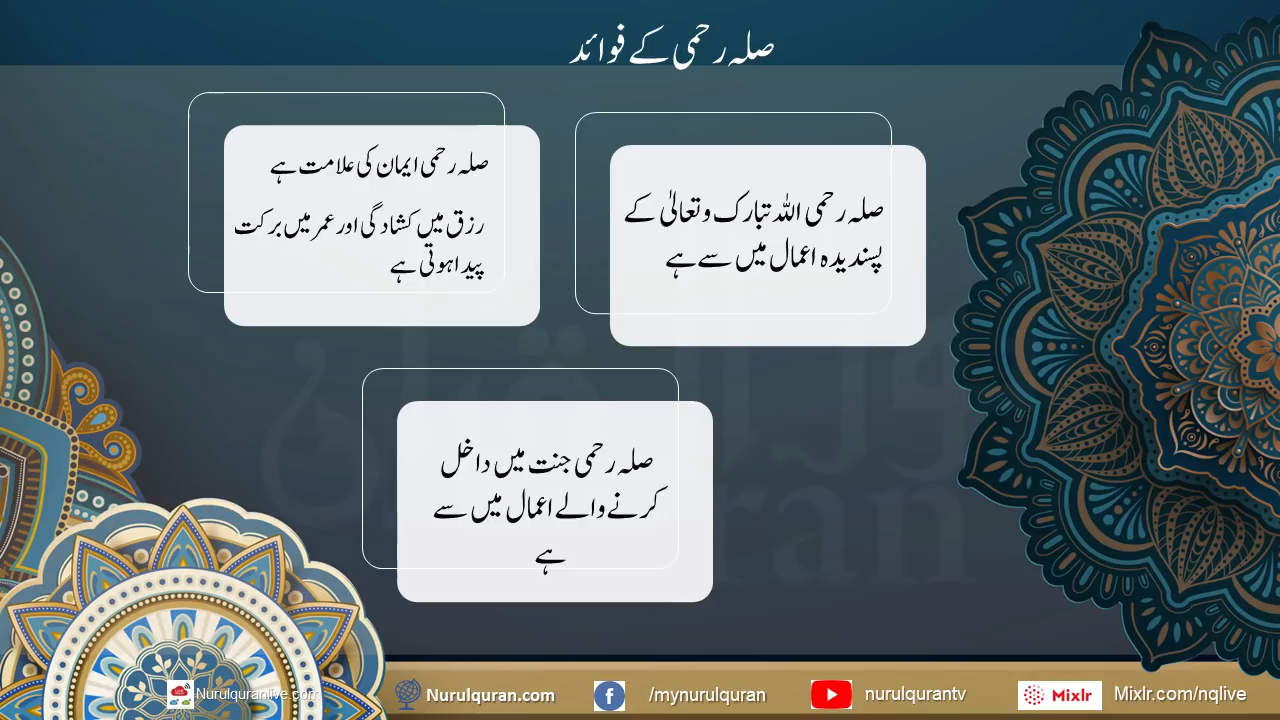 صلہ رحمی کے فوائد
صلہ رحمی اللہ تبارک وتعالیٰ کے
پسندیدہ اعمال میں سے ہے
صلہ رحمی ایمان کی علامت ہے
رزق میں کشادگی اور عمر میں برکت
پیدا ہوتی ہے
صلہ رحمی جنت میں داخل
کرنے والے اعمال میں سے
ہے
Nurulquranlive.com
Nurulquran.com
/mynurulquran
nurulqurantv
Mixlr
Mixlr.com/nqlive